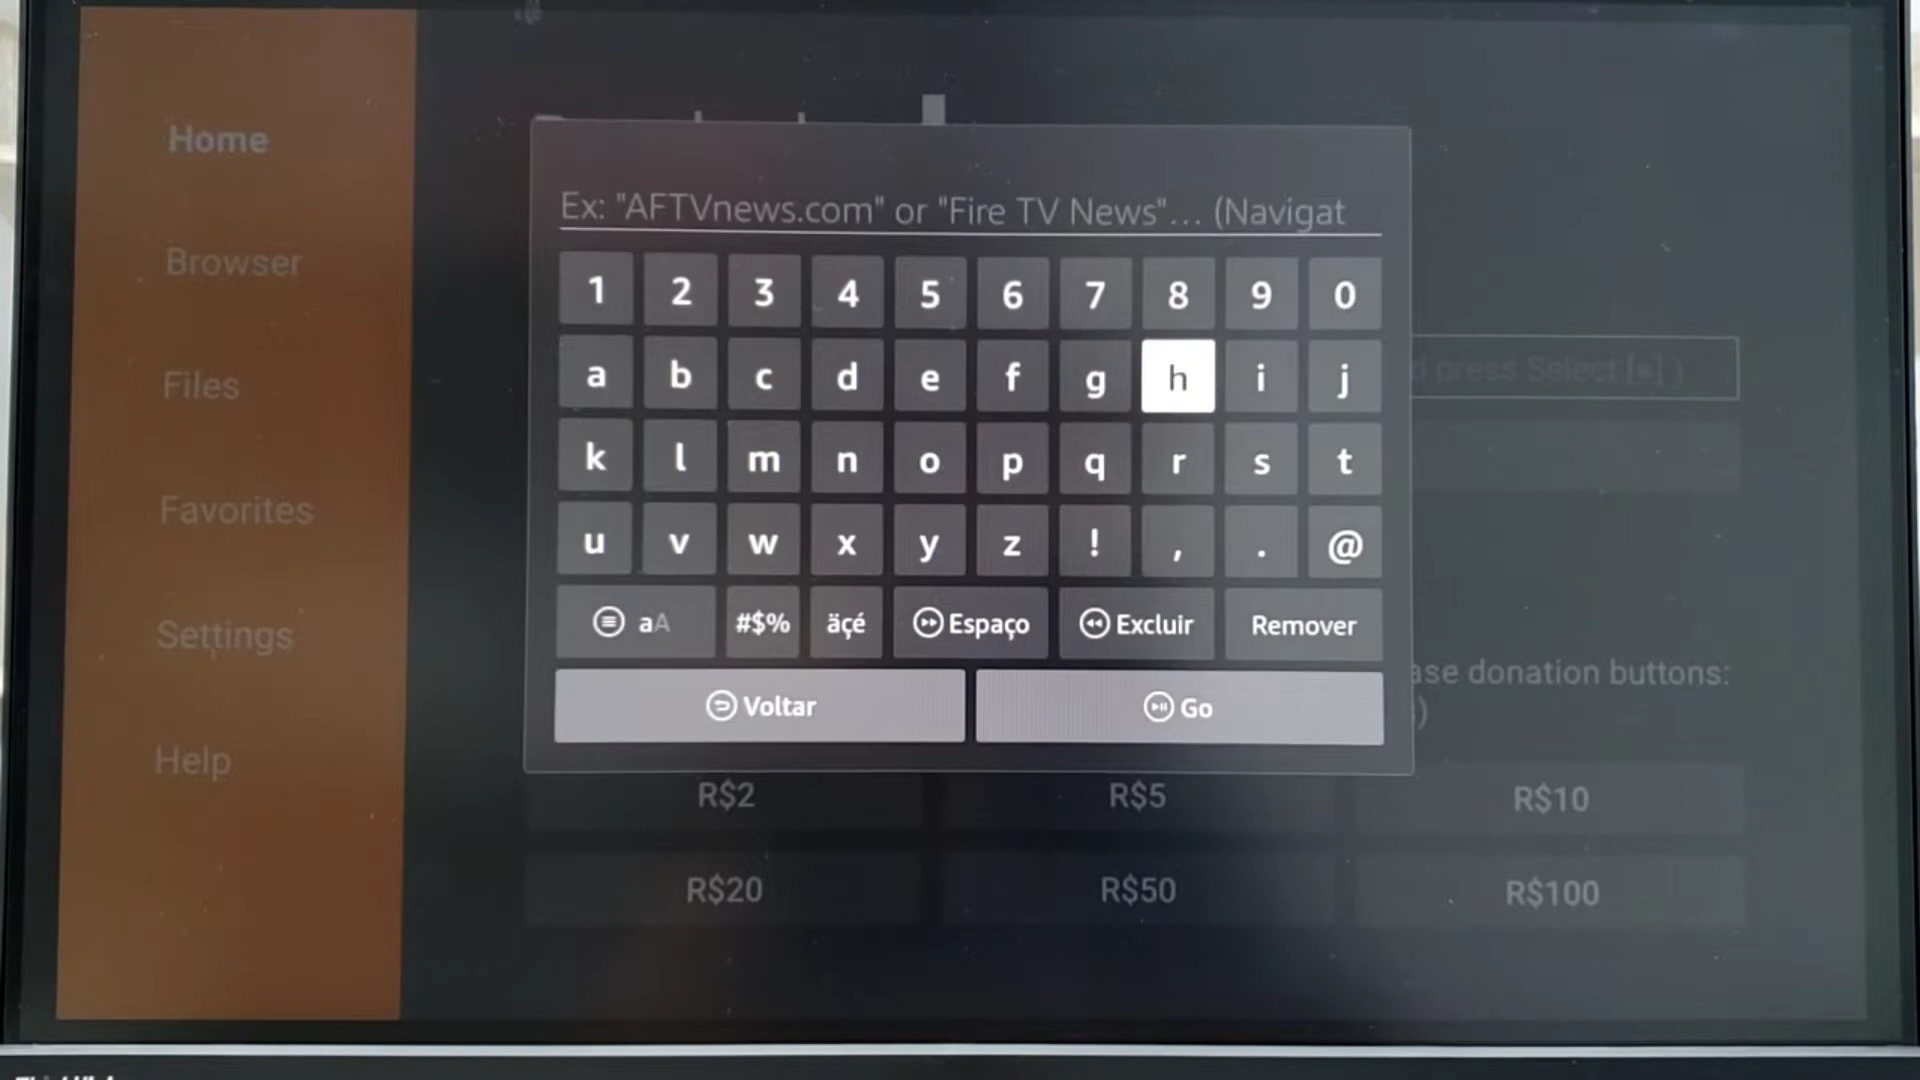 Home
Browser
Files
Favorites
Settings
Help
Ex: "AFTVnews.com" or "Fire TV News"... (Navigat
1 2 3 4 5 6 7 8 9 0
a b c d e f g h i j
k l m n o p q r s t
u v w x y z ! , . @
aA #$% äçé Espaço Excluir Remover
Voltar Go
press Select
donation buttons:
R$2 R$5 R$10
R$20 R$50 R$100